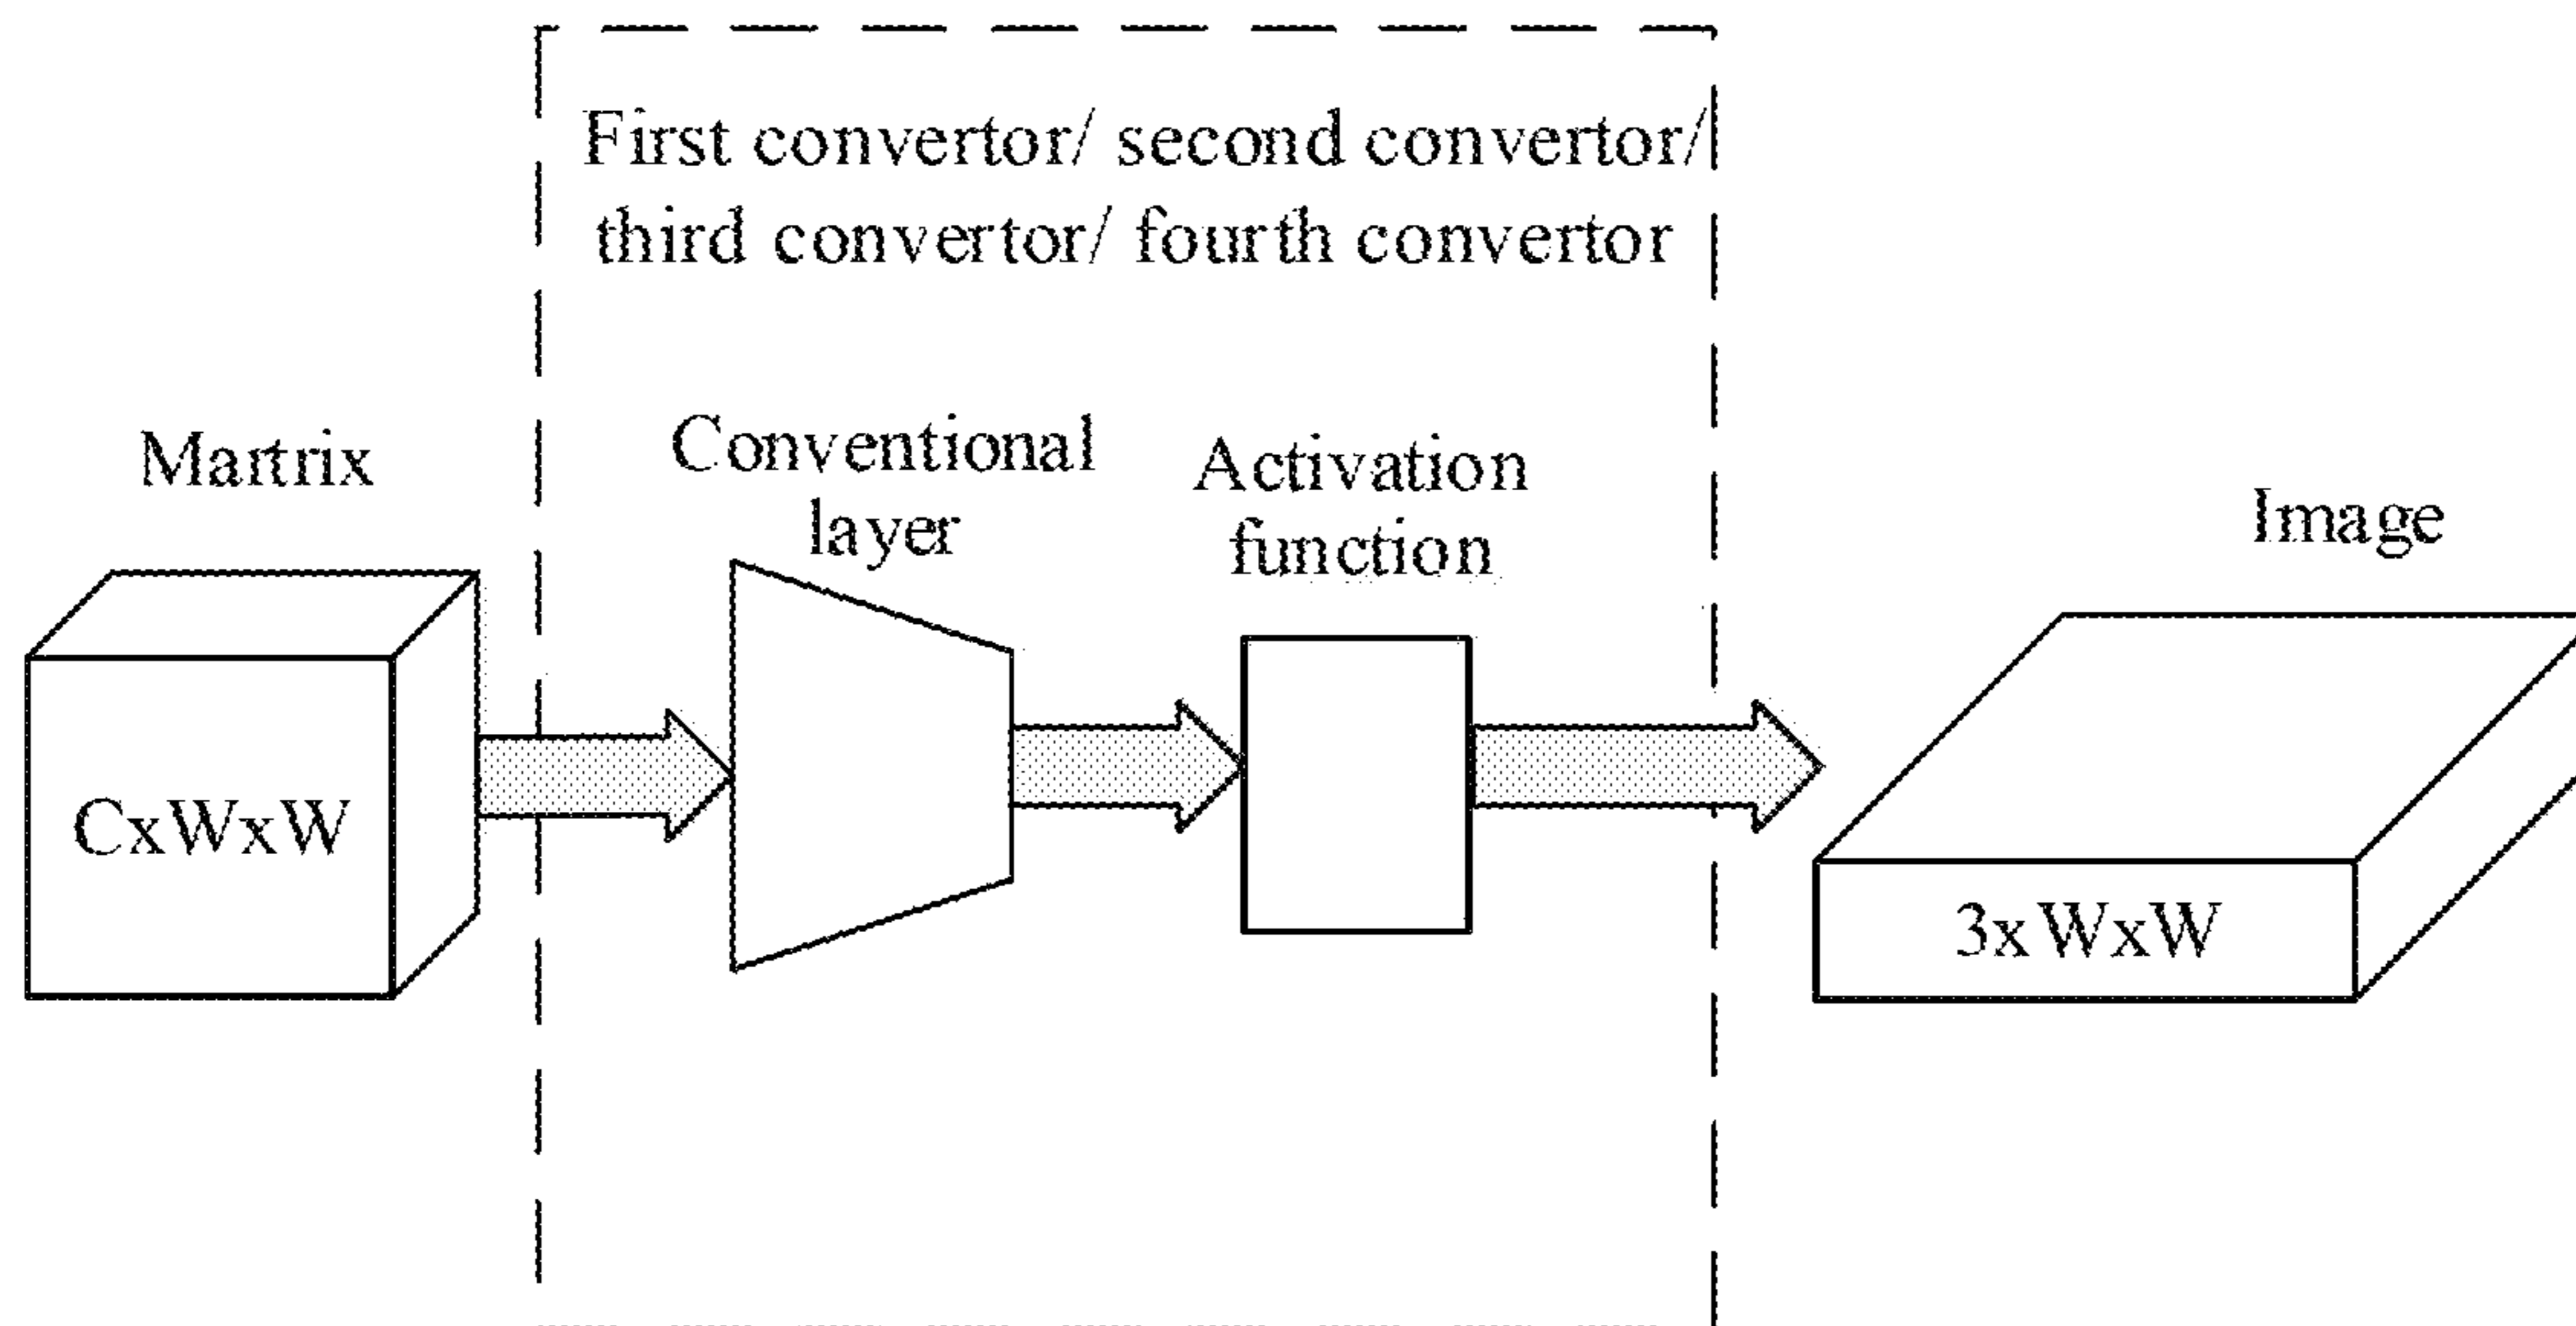 First convertor/ second convertor/
third convertor/ fourth convertor
Martrix
Conventional
layer
Activation
function
Image
CxWxW
3xWxW